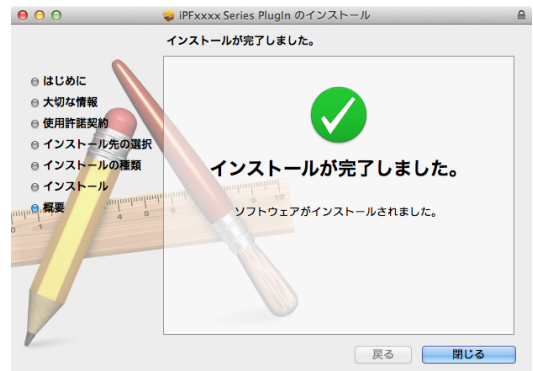 iPFxxxx Series PlugIn のインストール
インストールが完了しました。
はじめに
大切な情報
使用許諾契約
インストール先の選択
インストールの種類
インストール
概要
インストールが完了しました。
ソフトウェアがインストールされました。
戻る
閉じる